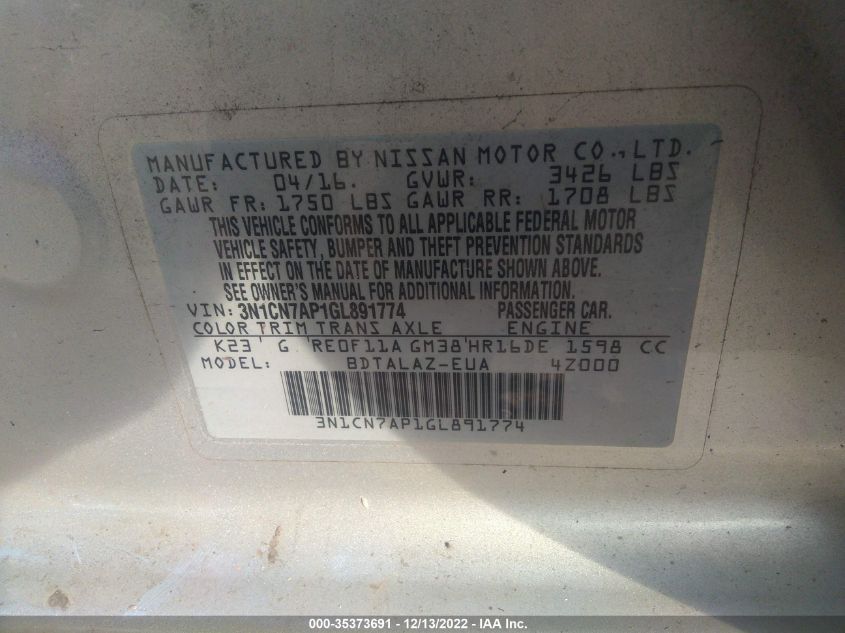 MANUFACTURED BY NISSAN MOTOR CO.,LTD.
DATE: 04/16. GVWR: 3426 LBS
GAWR FR: 1750 LBS GAWR RR: 1708 LBS
THIS VEHICLE CONFORMS TO ALL APPLICABLE FEDERAL MOTOR
VEHICLE SAFETY, BUMPER AND THEFT PREVENTION STANDARDS
IN EFFECT ON THE DATE OF MANUFACTURE SHOWN ABOVE.
SEE OWNER'S MANUAL FOR ADDITIONAL INFORMATION.
VIN: 3N1CN7AP1GL891774 PASSENGER CAR.
COLOR TRIM TRANS AXLE ENGINE
K23' G 'RE0F11A GM38'HR16DE 1598 CC
MODEL: BDTALAZ-EUA 4Z000
3N1CN7AP1GL891774
000-35373691 - 12/13/2022 - IAA Inc.